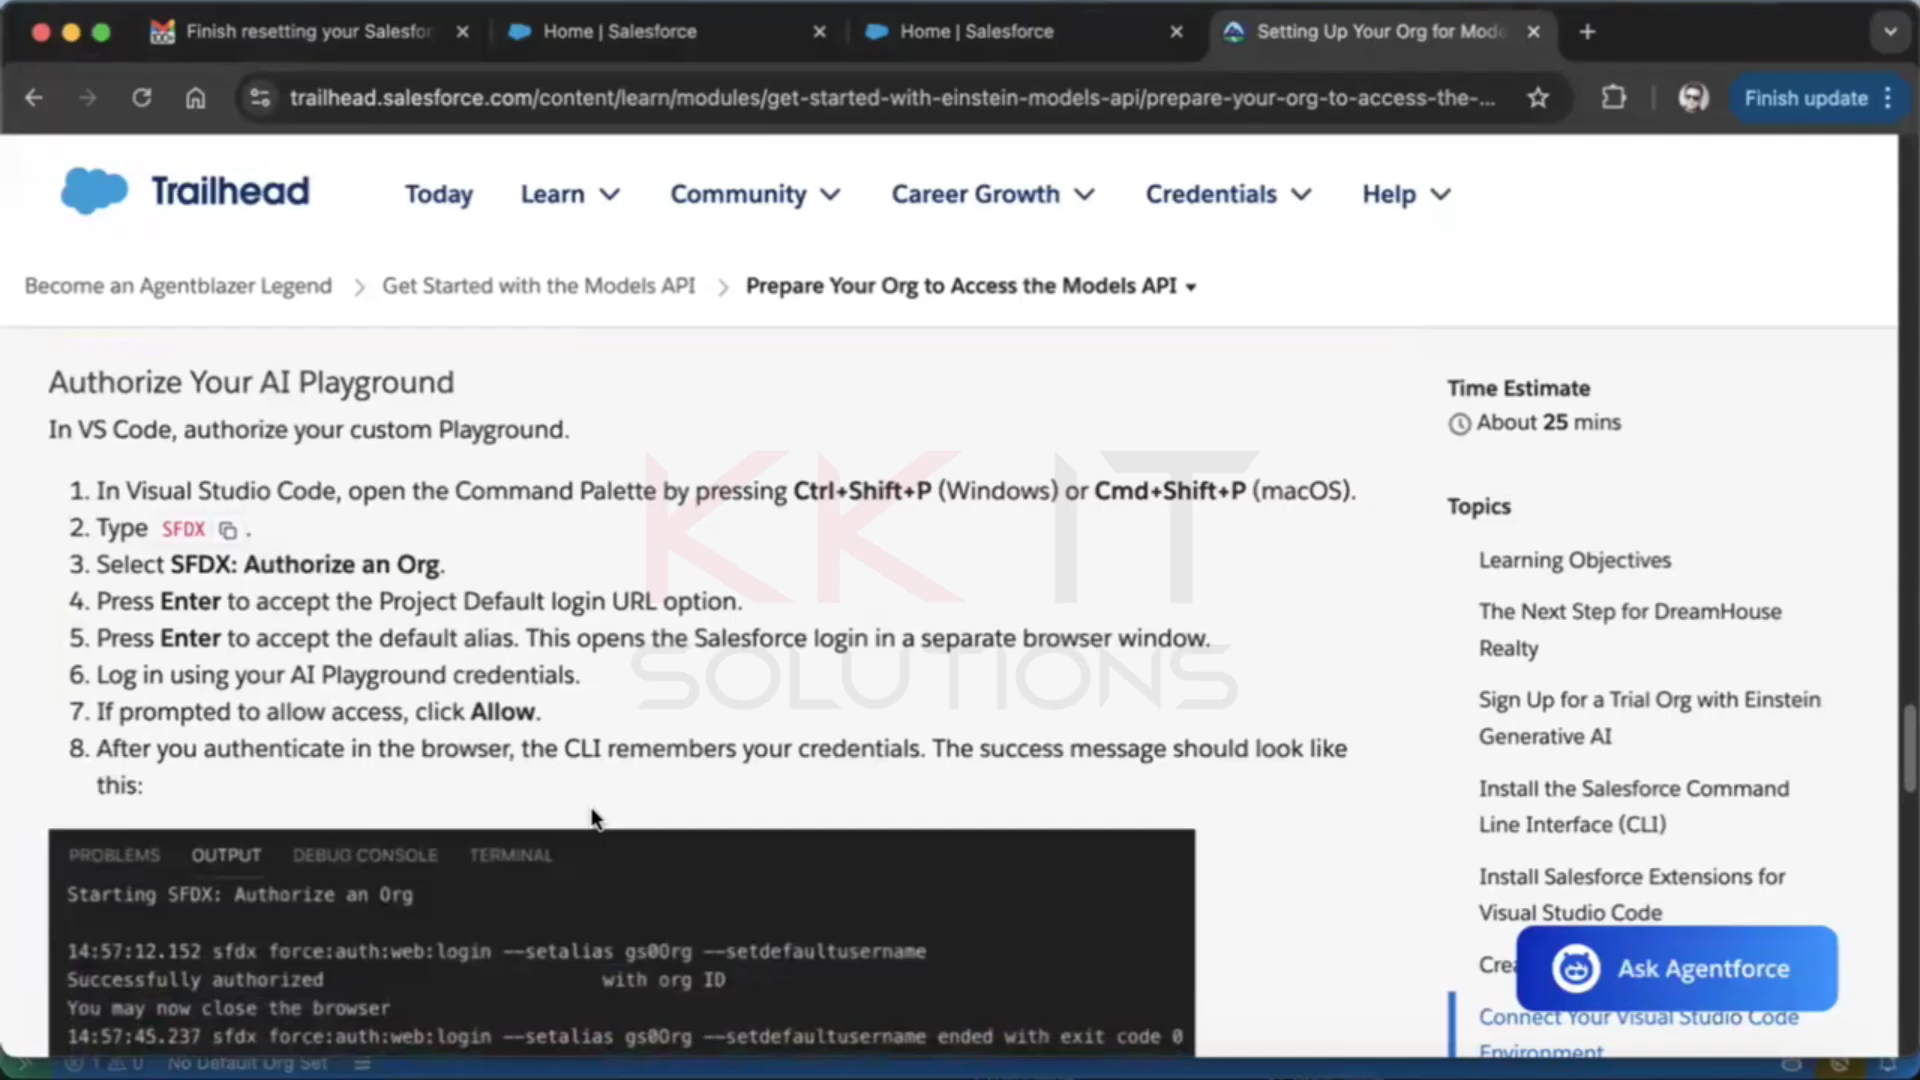 Finish resetting your Salesfor
Home | Salesforce
Home | Salesforce
Setting Up Your Org for Mode
trailhead.salesforce.com/content/learn/modules/get-started-with-einstein-models-api/prepare-your-org-to-access-the-...
Finish update
Trailhead
Today
Learn
Community
Career Growth
Credentials
Help
Become an Agentblazer Legend
Get Started with the Models API
Prepare Your Org to Access the Models API
Authorize Your AI Playground
In VS Code, authorize your custom Playground.
1. In Visual Studio Code, open the Command Palette by pressing Ctrl+Shift+P (Windows) or Cmd+Shift+P (macOS).
2. Type SFDX .
3. Select SFDX: Authorize an Org.
4. Press Enter to accept the Project Default login URL option.
5. Press Enter to accept the default alias. This opens the Salesforce login in a separate browser window.
6. Log in using your AI Playground credentials.
7. If prompted to allow access, click Allow.
8. After you authenticate in the browser, the CLI remembers your credentials. The success message should look like
this:
KK IT
SOLUTIONS
PROBLEMS OUTPUT DEBUG CONSOLE TERMINAL
Starting SFDX: Authorize an Org
14:57:12.152 sfdx force:auth:web:login --setalias gs0Org --setdefaultusername
Successfully authorized with org ID
You may now close the browser
14:57:45.237 sfdx force:auth:web:login --setalias gs0Org --setdefaultusername ended with exit code 0
Time Estimate
About 25 mins
Topics
Learning Objectives
The Next Step for DreamHouse
Realty
Sign Up for a Trial Org with Einstein
Generative AI
Install the Salesforce Command
Line Interface (CLI)
Install Salesforce Extensions for
Visual Studio Code
Crea
Ask Agentforce
Connect Your Visual Studio Code
Environment
1 0 No Default Org Set